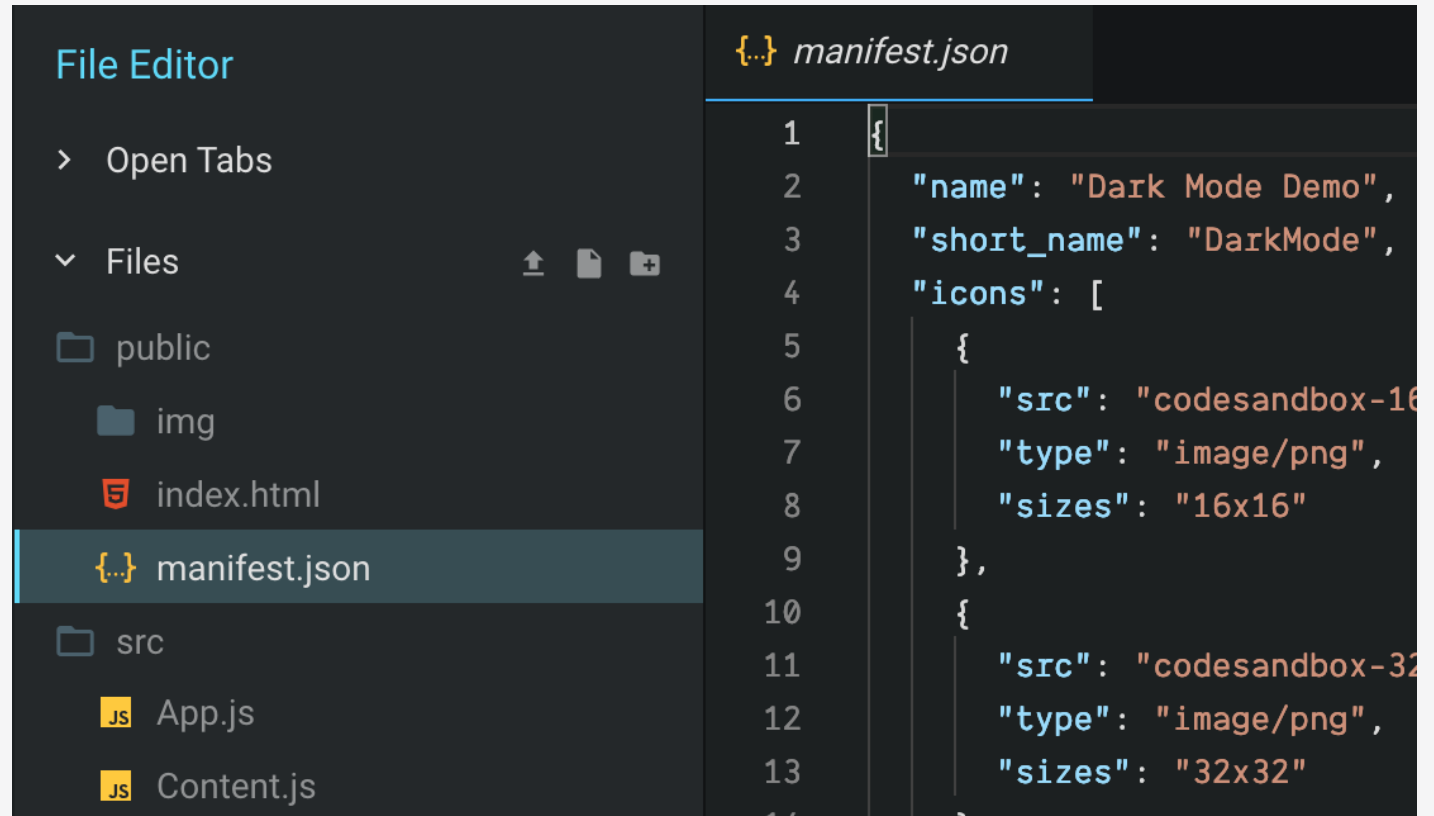 File Editor
Open Tabs
Files
public
img
index.html
{...} manifest.json
src
JS App.js
JS Content.js
{...} manifest.json
1 {
2 "name": "Dark Mode Demo",
3 "short_name": "DarkMode",
4 "icons": [
5 {
6 "src": "codesandbox-16
7 "type": "image/png",
8 "sizes": "16x16"
9 },
10 {
11 "src": "codesandbox-32
12 "type": "image/png",
13 "sizes": "32x32"